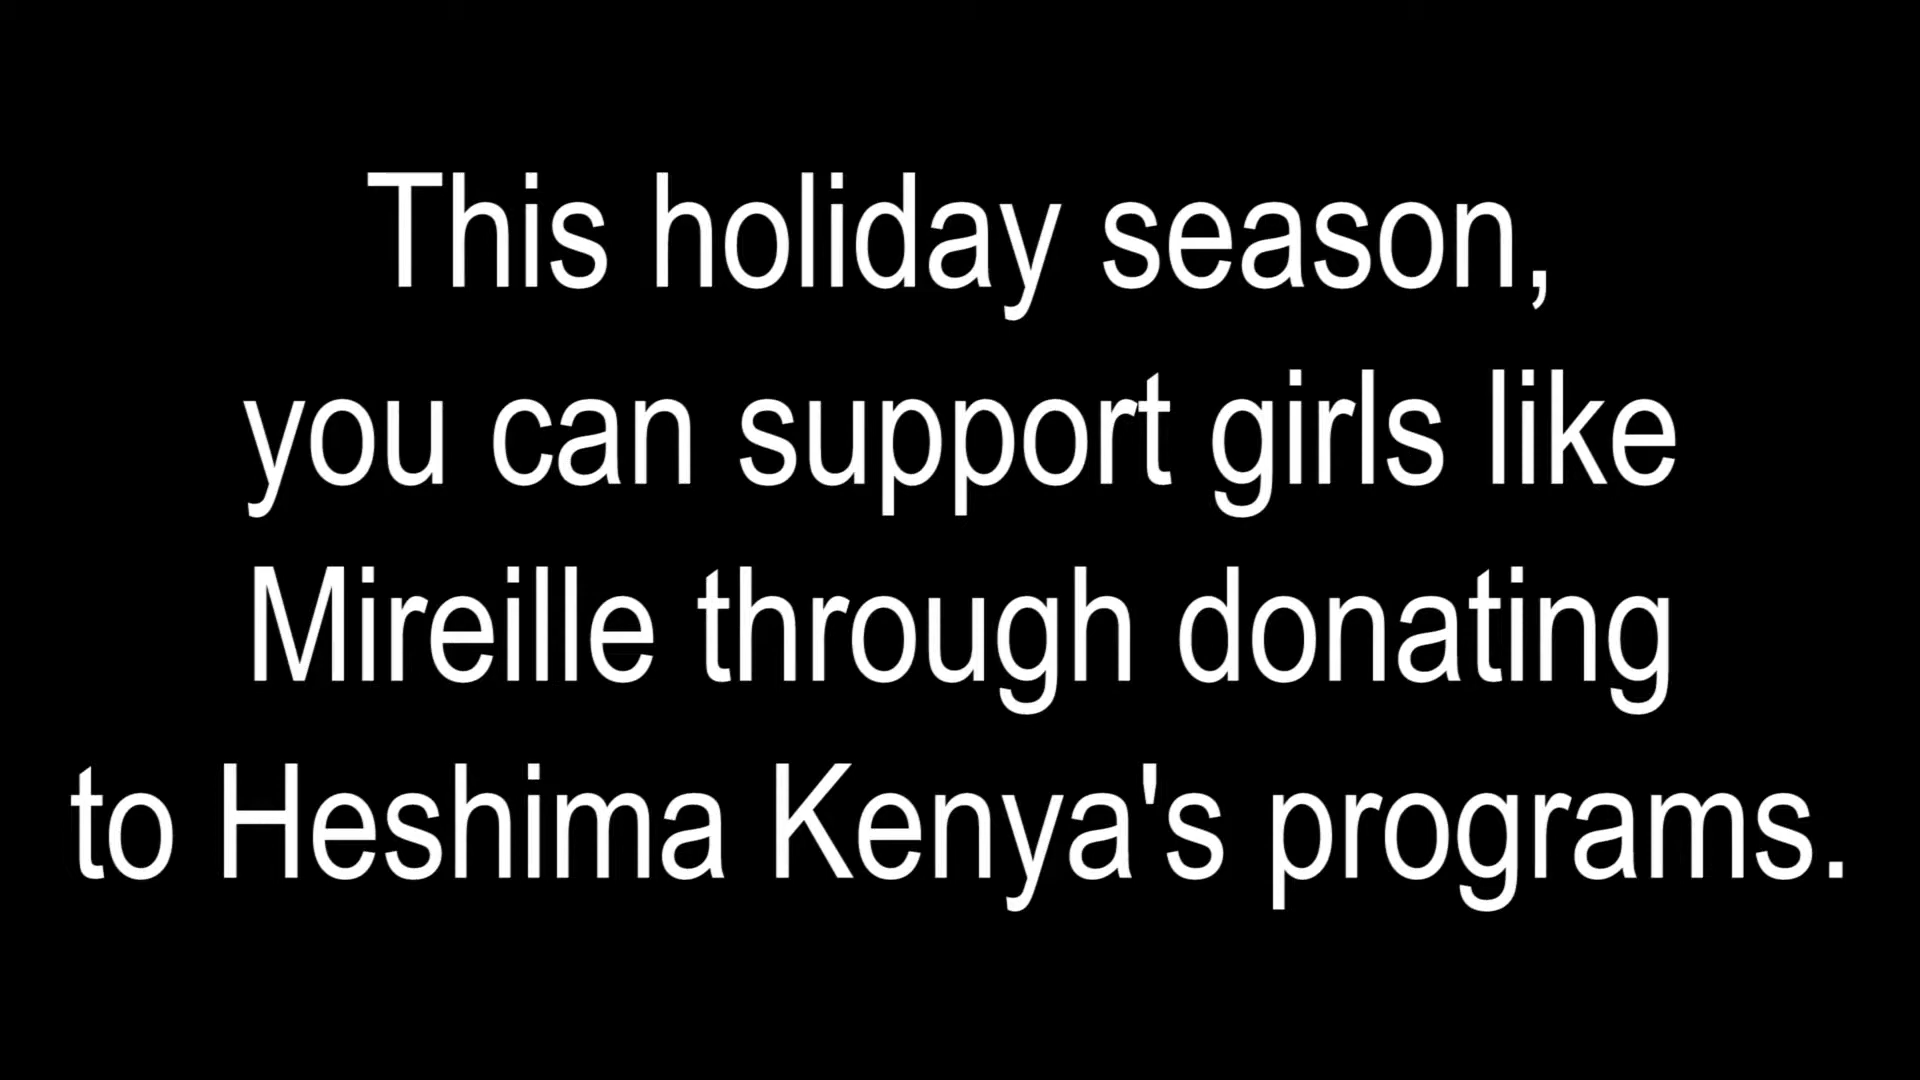 This holiday season,
you can support girls like
Mireille through donating
to Heshima Kenya's programs.